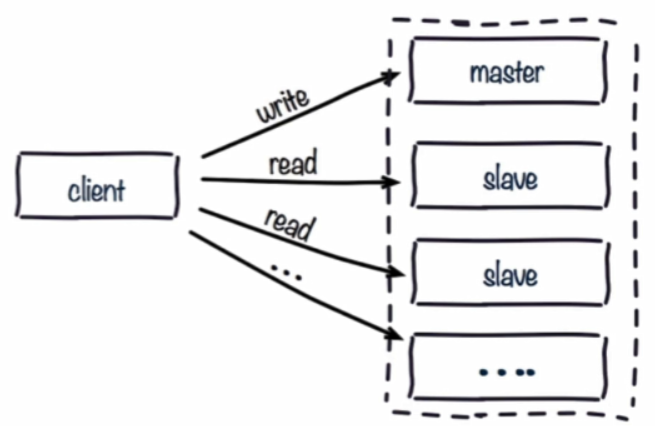 write
master
read
slave
client
read
slave
...
....